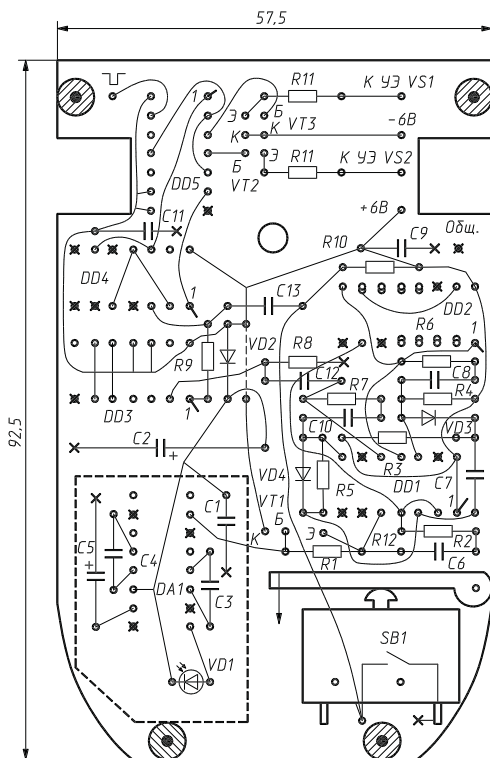 57,5
1
R11
К УЭ VS1
Э
Б
К
К VT3
-6В
Э
R11
К УЭ VS2
Б
VT2
DD5
+6В
C11
R10
C9
Общ.
DD4
1
C13
DD2
R6
1
R9
VD2
R8
C12
R7
C8
R4
DD3
1
92,5
C2
+
C10
VD3
R3
C7
VD4
R5
DD1
1
C1
VT1
Б
К
Э
R12
R2
C5
+
C4
R1
C6
DA1
C3
SB1
VD1